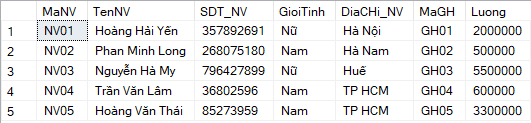 MaNV TenNV SDT_NV GioiTinh DiaCHi_NV MaGH Luong
1 NV01 Hoàng Hải Yến 357892691 Nữ Hà Nội GH01 2000000
2 NV02 Phan Minh Long 268075180 Nam Hà Nam GH02 500000
3 NV03 Nguyễn Hà My 796427899 Nữ Huế GH03 5500000
4 NV04 Trần Văn Lâm 36802596 Nam TP HCM GH04 600000
5 NV05 Hoàng Văn Thái 85273959 Nam TP HCM GH05 3300000